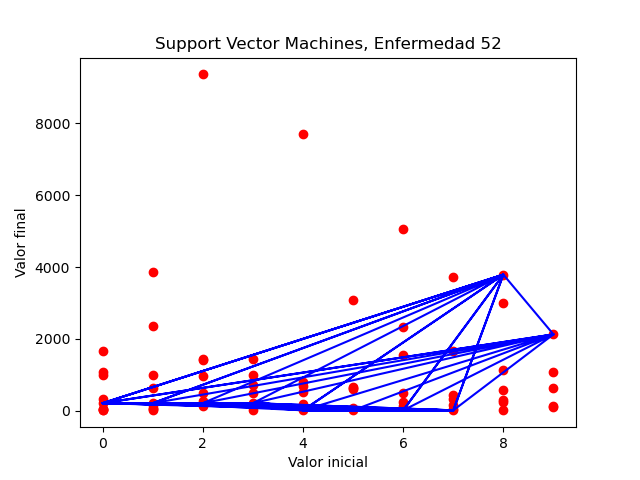 Support Vector Machines, Enfermedad 52
Valor final
8000
6000
4000
2000
0
0 2 4 6 8
Valor inicial